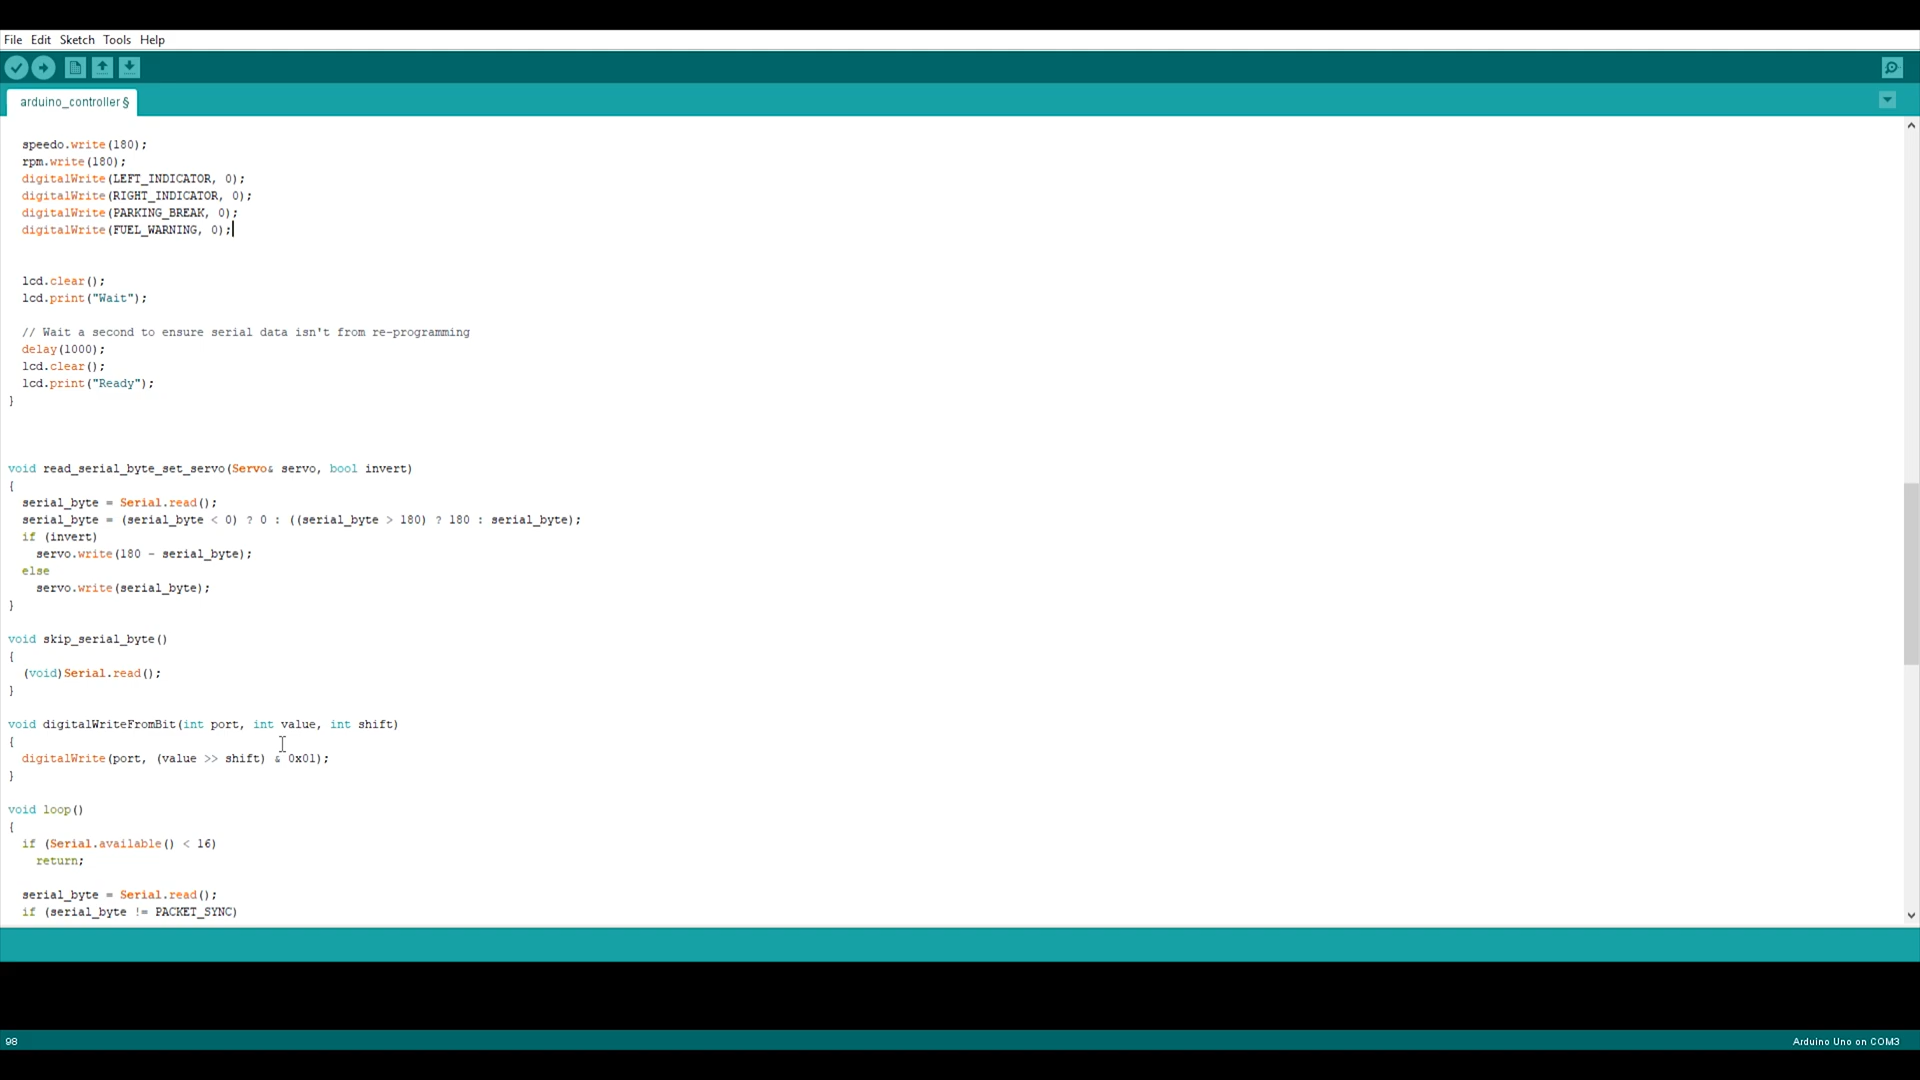 File Edit Sketch Tools Help
arduino_controller §
speedo.write(180);
rpm.write(180);
digitalWrite(LEFT_INDICATOR, 0);
digitalWrite(RIGHT_INDICATOR, 0);
digitalWrite(PARKING_BREAK, 0);
digitalWrite(FUEL_WARNING, 0);
lcd.clear();
lcd.print("Wait");
// Wait a second to ensure serial data isn't from re-programming
delay(1000);
lcd.clear();
lcd.print("Ready");
}
void read_serial_byte_set_servo(Servo& servo, bool invert)
{
serial_byte = Serial.read();
serial_byte = (serial_byte < 0) ? 0 : ((serial_byte > 180) ? 180 : serial_byte);
if (invert)
servo.write(180 - serial_byte);
else
servo.write(serial_byte);
}
void skip_serial_byte()
{
(void)Serial.read();
}
void digitalWriteFromBit(int port, int value, int shift)
{
digitalWrite(port, (value >> shift) & 0x01);
}
void loop()
{
if (Serial.available() < 16)
return;
serial_byte = Serial.read();
if (serial_byte != PACKET_SYNC)
98
Arduino Uno on COM3